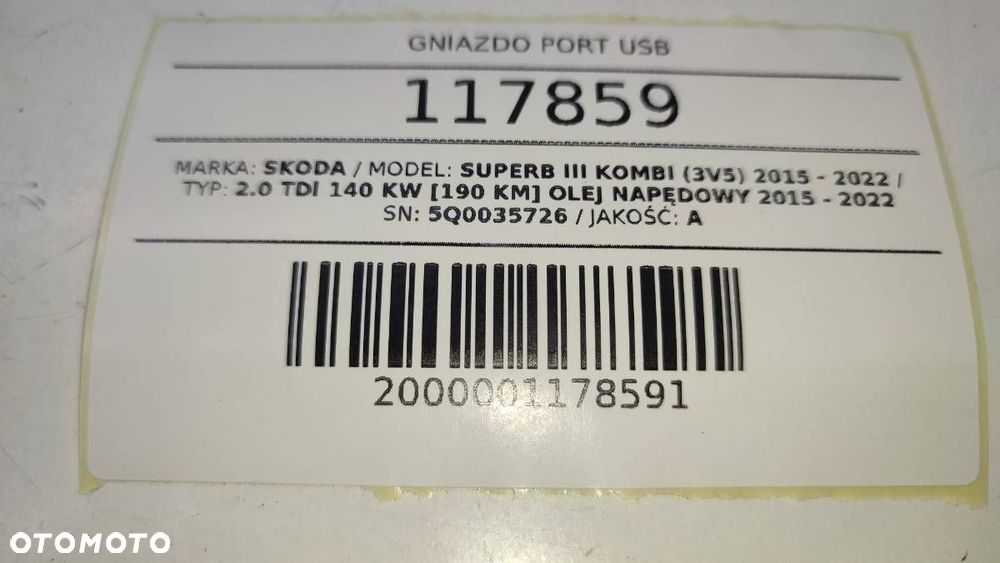 GNIAZDO PORT USB
117859
MARKA: SKODA / MODEL: SUPERB III KOMBI (3V5) 2015 - 2022 /
TYP: 2.0 TDI 140 KW [190 KM] OLEJ NAPĘDOWY 2015 - 2022
SN: 5Q0035726 / JAKOŚĆ: A
2000001178591
OTOMOTO